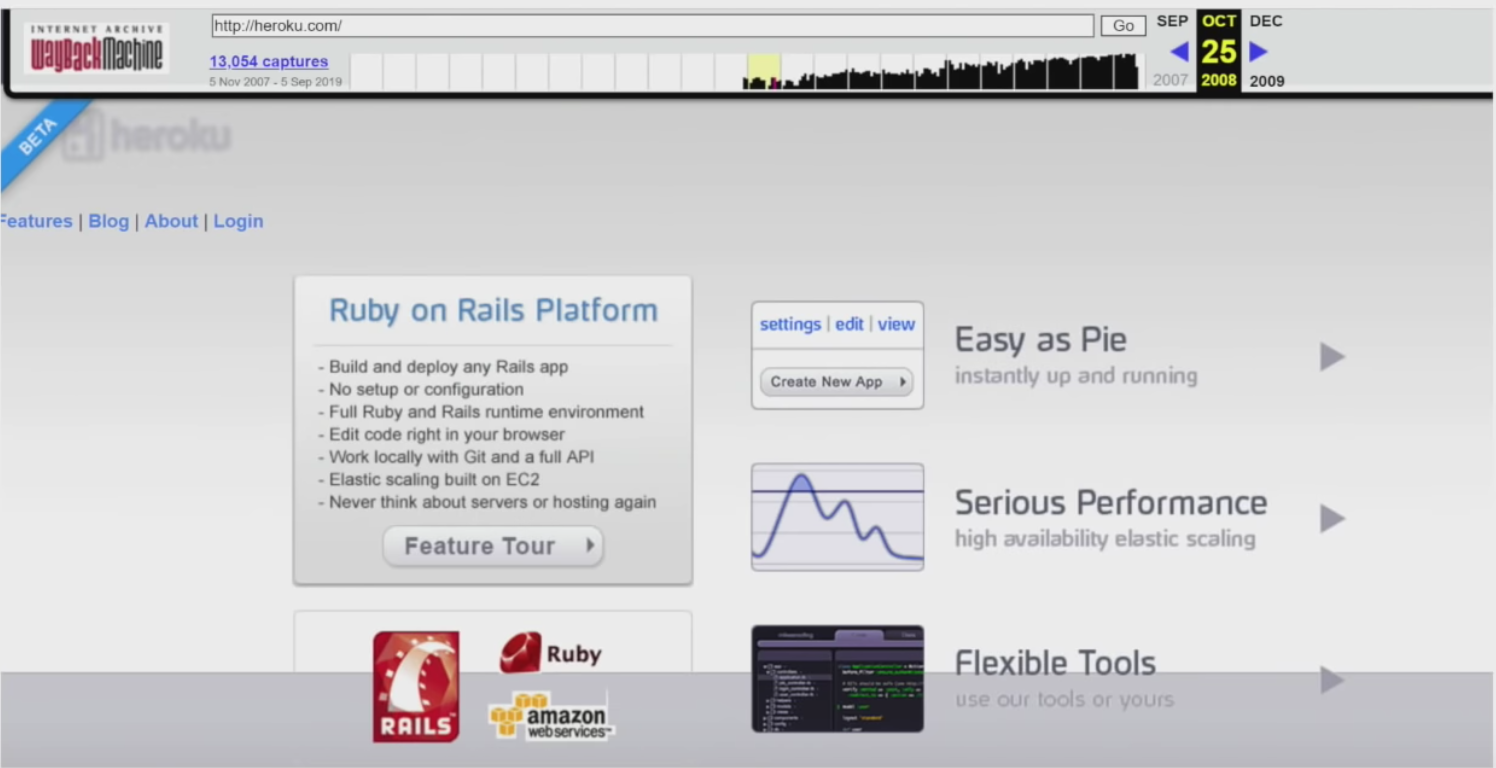 INTERNET ARCHIVE
WayBackMachine
http://heroku.com/
Go
SEP OCT DEC
13,054 captures
25
5 Nov 2007 - 5 Sep 2019
2007 2008 2009
BETA
heroku
Features | Blog | About | Login
Ruby on Rails Platform
- Build and deploy any Rails app
- No setup or configuration
- Full Ruby and Rails runtime environment
- Edit code right in your browser
- Work locally with Git and a full API
- Elastic scaling built on EC2
- Never think about servers or hosting again
Feature Tour
settings | edit | view
Create New App
Easy as Pie
instantly up and running
Serious Performance
high availability elastic scaling
RAILS™
Ruby
amazon
webservices™
Flexible Tools
use our tools or yours